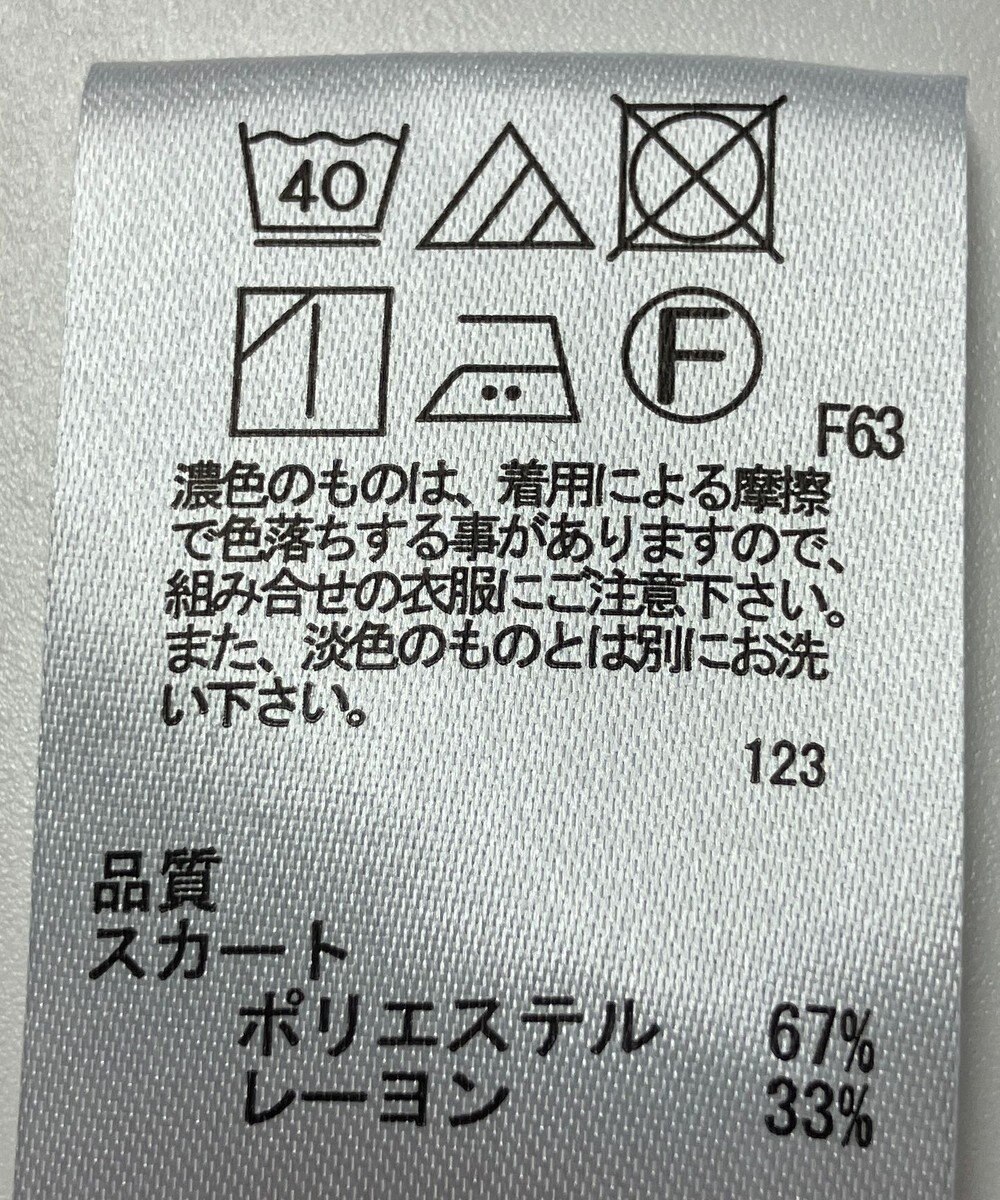 40
F
F63
濃色のものは、着用による摩擦
で色落ちする事がありますので、
組み合せの衣服にご注意下さい。
また、淡色のものとは別にお洗
い下さい。
123
品質
スカート
ポリエステル 67%
レーヨン 33%